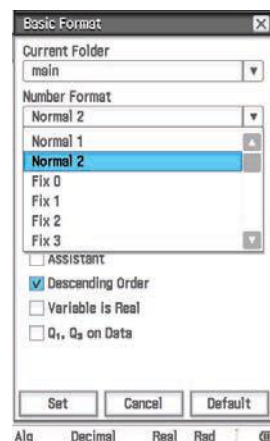 Basic Format
Current Folder
main
Number Format
Normal 2
Normal 1
Normal 2
Fix 0
Fix 1
Fix 2
Fix 3
Assistant
Descending Order
Variable is Real
Q₁, Q₃ on Data
Set Cancel Default
Alg Decimal Real Rad